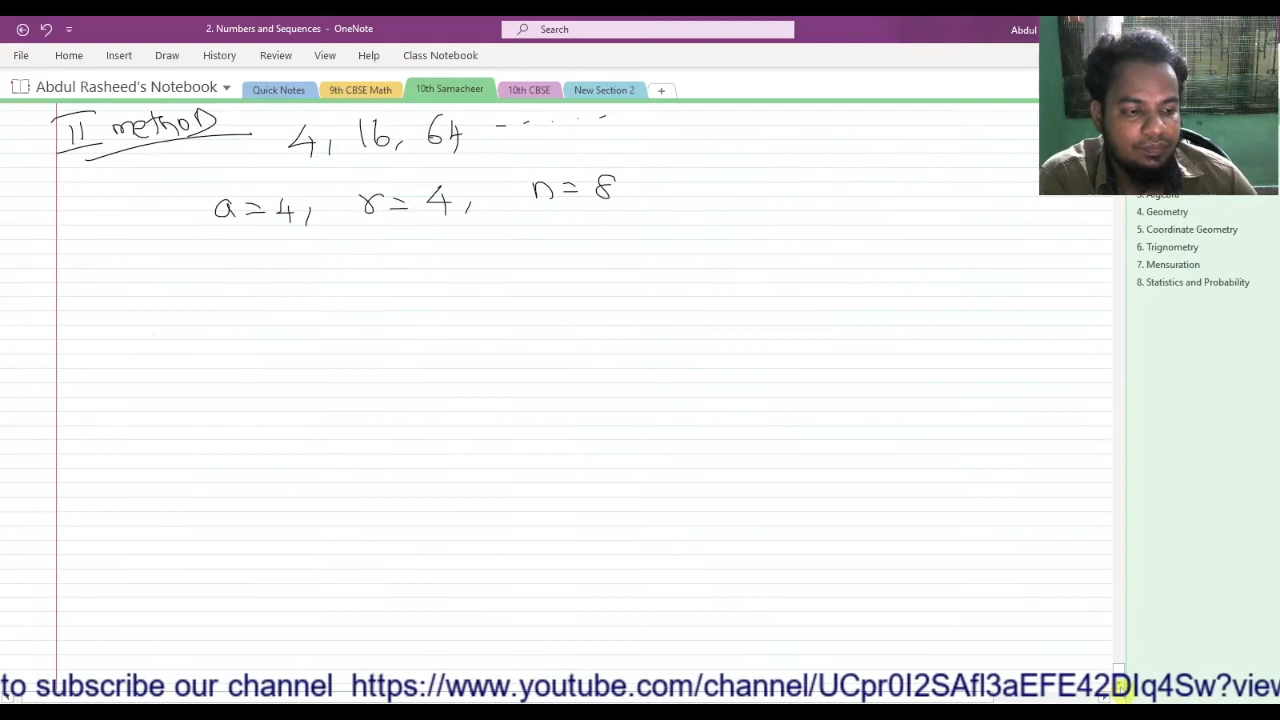 2. Numbers and Sequences - OneNote
Search
Abdul
File Home Insert Draw History Review View Help Class Notebook
Abdul Rasheed's Notebook Quick Notes 9th CBSE Math 10th Samacheer 10th CBSE New Section 2 +
II method 4, 16, 64 - . . . .
a = 4, r = 4, n = 8
3. Algebra
4. Geometry
5. Coordinate Geometry
6. Trignometry
7. Mensuration
8. Statistics and Probability
to subscribe our channel https://www.youtube.com/channel/UCpr0I2SAfl3aEFE42DIq4Sw?view